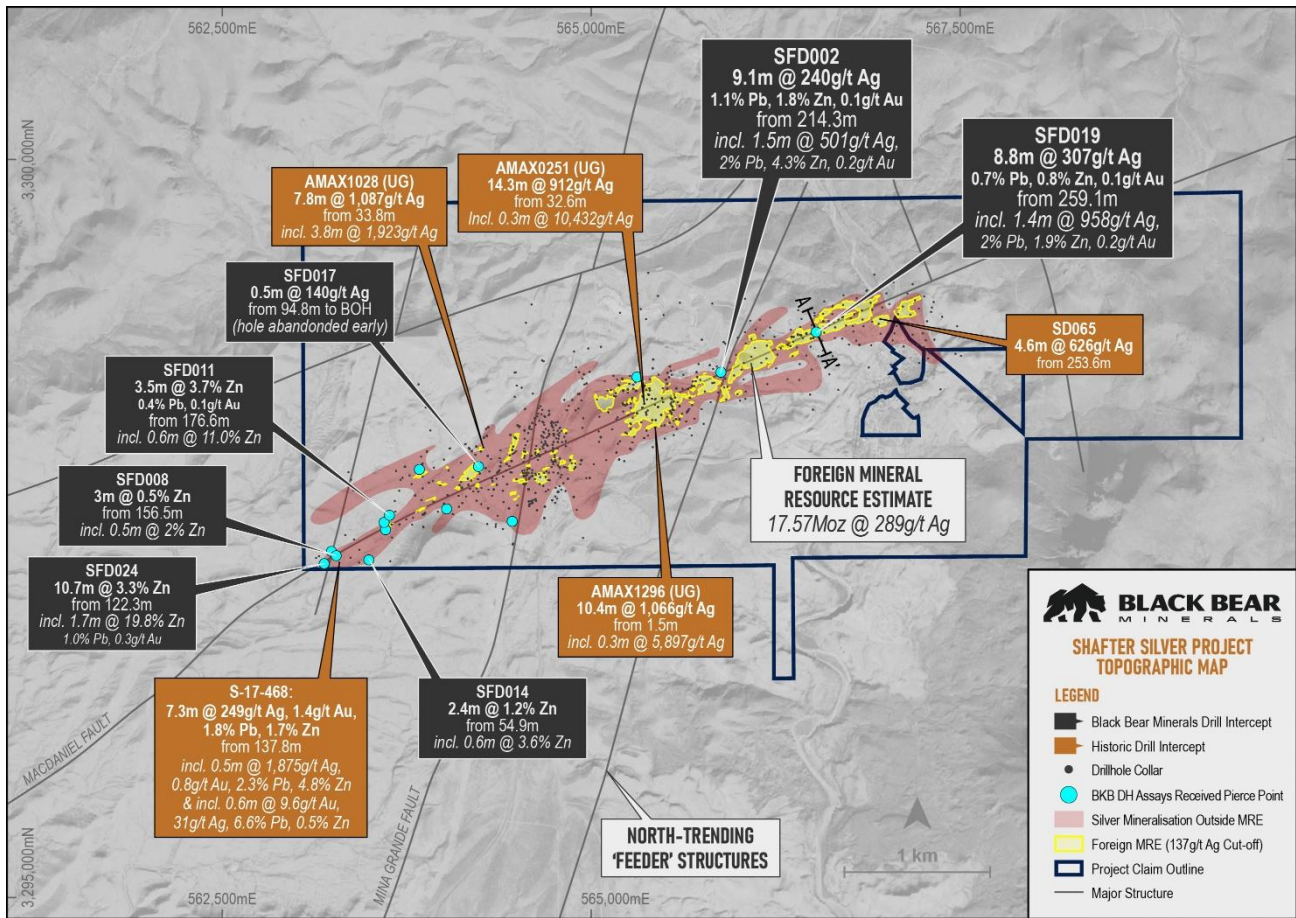 562,500mE
565,000mE
567,500mE
3,300,000mN
3,295,000mN
SFD002
9.1m @ 240g/t Ag
1.1% Pb, 1.8% Zn, 0.1g/t Au
from 214.3m
incl. 1.5m @ 501g/t Ag,
2% Pb, 4.3% Zn, 0.2g/t Au
SFD019
8.8m @ 307g/t Ag
0.7% Pb, 0.8% Zn, 0.1g/t Au
from 259.1m
incl. 1.4m @ 958g/t Ag,
2% Pb, 1.9% Zn, 0.2g/t Au
AMAX0251 (UG)
14.3m @ 912g/t Ag
from 32.6m
Incl. 0.3m @ 10,432g/t Ag
AMAX1028 (UG)
7.8m @ 1,087g/t Ag
from 33.8m
incl. 3.8m @ 1,923g/t Ag
SFD017
0.5m @ 140g/t Ag
from 94.8m to BOH
(hole abandonded early)
A
A'
SD065
4.6m @ 626g/t Ag
from 253.6m
SFD011
3.5m @ 3.7% Zn
0.4% Pb, 0.1g/t Au
from 176.6m
incl. 0.6m @ 11.0% Zn
SFD008
3m @ 0.5% Zn
from 156.5m
incl. 0.5m @ 2% Zn
FOREIGN MINERAL
RESOURCE ESTIMATE
17.57Moz @ 289g/t Ag
SFD024
10.7m @ 3.3% Zn
from 122.3m
incl. 1.7m @ 19.8% Zn
1.0% Pb, 0.3g/t Au
AMAX1296 (UG)
10.4m @ 1,066g/t Ag
from 1.5m
incl. 0.3m @ 5,897g/t Ag
S-17-468:
7.3m @ 249g/t Ag, 1.4g/t Au,
1.8% Pb, 1.7% Zn
from 137.8m
incl. 0.5m @ 1,875g/t Ag,
0.8g/t Au, 2.3% Pb, 4.8% Zn
& incl. 0.6m @ 9.6g/t Au,
31g/t Ag, 6.6% Pb, 0.5% Zn
SFD014
2.4m @ 1.2% Zn
from 54.9m
incl. 0.6m @ 3.6% Zn
MACDANIEL FAULT
MINA GRANDE FAULT
NORTH-TRENDING
'FEEDER' STRUCTURES
1 km
562,500mE
565,000mE
BLACK BEAR
MINERALS
SHAFTER SILVER PROJECT
TOPOGRAPHIC MAP
LEGEND
Black Bear Minerals Drill Intercept
Historic Drill Intercept
Drillhole Collar
BKB DH Assays Received Pierce Point
Silver Mineralisation Outside MRE
Foreign MRE (137g/t Ag Cut-off)
Project Claim Outline
Major Structure